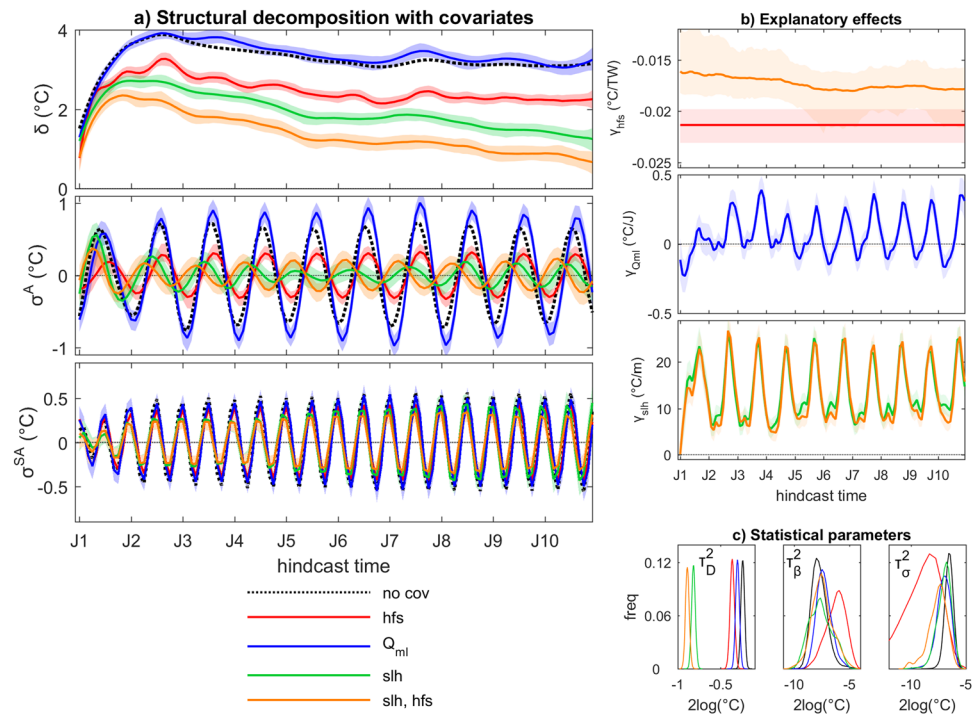 a) Structural decomposition with covariates
4
2
0
δ (°C)
1
0
-1
σ^A (°C)
0.5
0
-0.5
σ^SA (°C)
J1 J2 J3 J4 J5 J6 J7 J8 J9 J10
hindcast time
no cov
hfs
Q_ml
slh
slh, hfs
b) Explanatory effects
-0.015
-0.02
-0.025
γ_hfs (°C/TW)
0.5
0
-0.5
γ_Qml (°C/J)
20
10
0
γ_slh (°C/m)
J1 J2 J3 J4 J5 J6 J7 J8 J9 J10
hindcast time
c) Statistical parameters
0.12
0.06
0
freq
τ_D^2
τ_β^2
τ_σ^2
-1 -0.5
-10 -5
-10 -5
2log(°C)
2log(°C)
2log(°C)